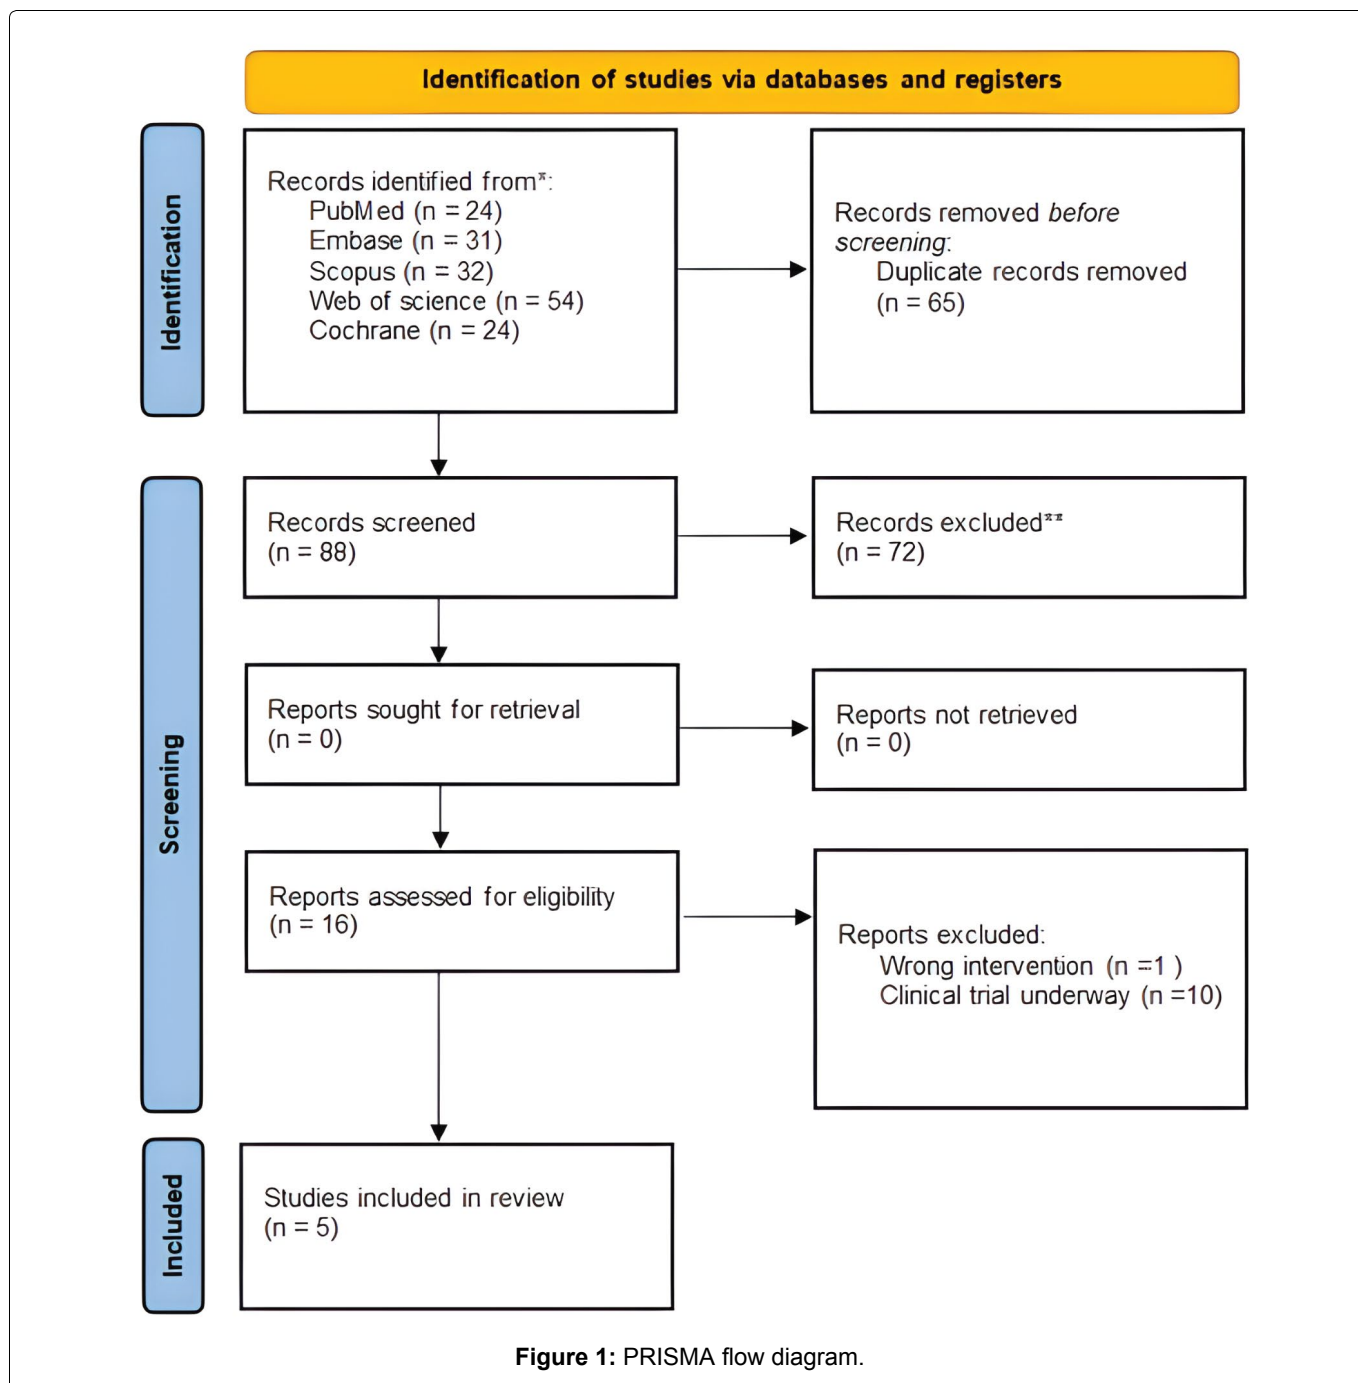 Identification of studies via databases and registers
Identification
Records identified from*:
PubMed (n = 24)
Embase (n = 31)
Scopus (n = 32)
Web of science (n = 54)
Cochrane (n = 24)
Records removed before
screening:
Duplicate records removed
(n = 65)
Screening
Records screened
(n = 88)
Records excluded**
(n = 72)
Reports sought for retrieval
(n = 0)
Reports not retrieved
(n = 0)
Reports assessed for eligibility
(n = 16)
Reports excluded:
Wrong intervention (n =1 )
Clinical trial underway (n =10)
Included
Studies included in review
(n = 5)
Figure 1: PRISMA flow diagram.